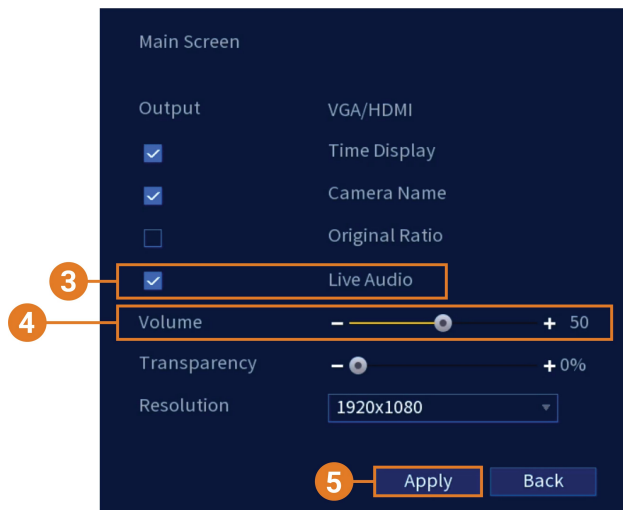 Main Screen
Output VGA/HDMI
Time Display
Camera Name
Original Ratio
3 Live Audio
4 Volume − + 50
Transparency − + 0%
Resolution 1920x1080
5 Apply Back